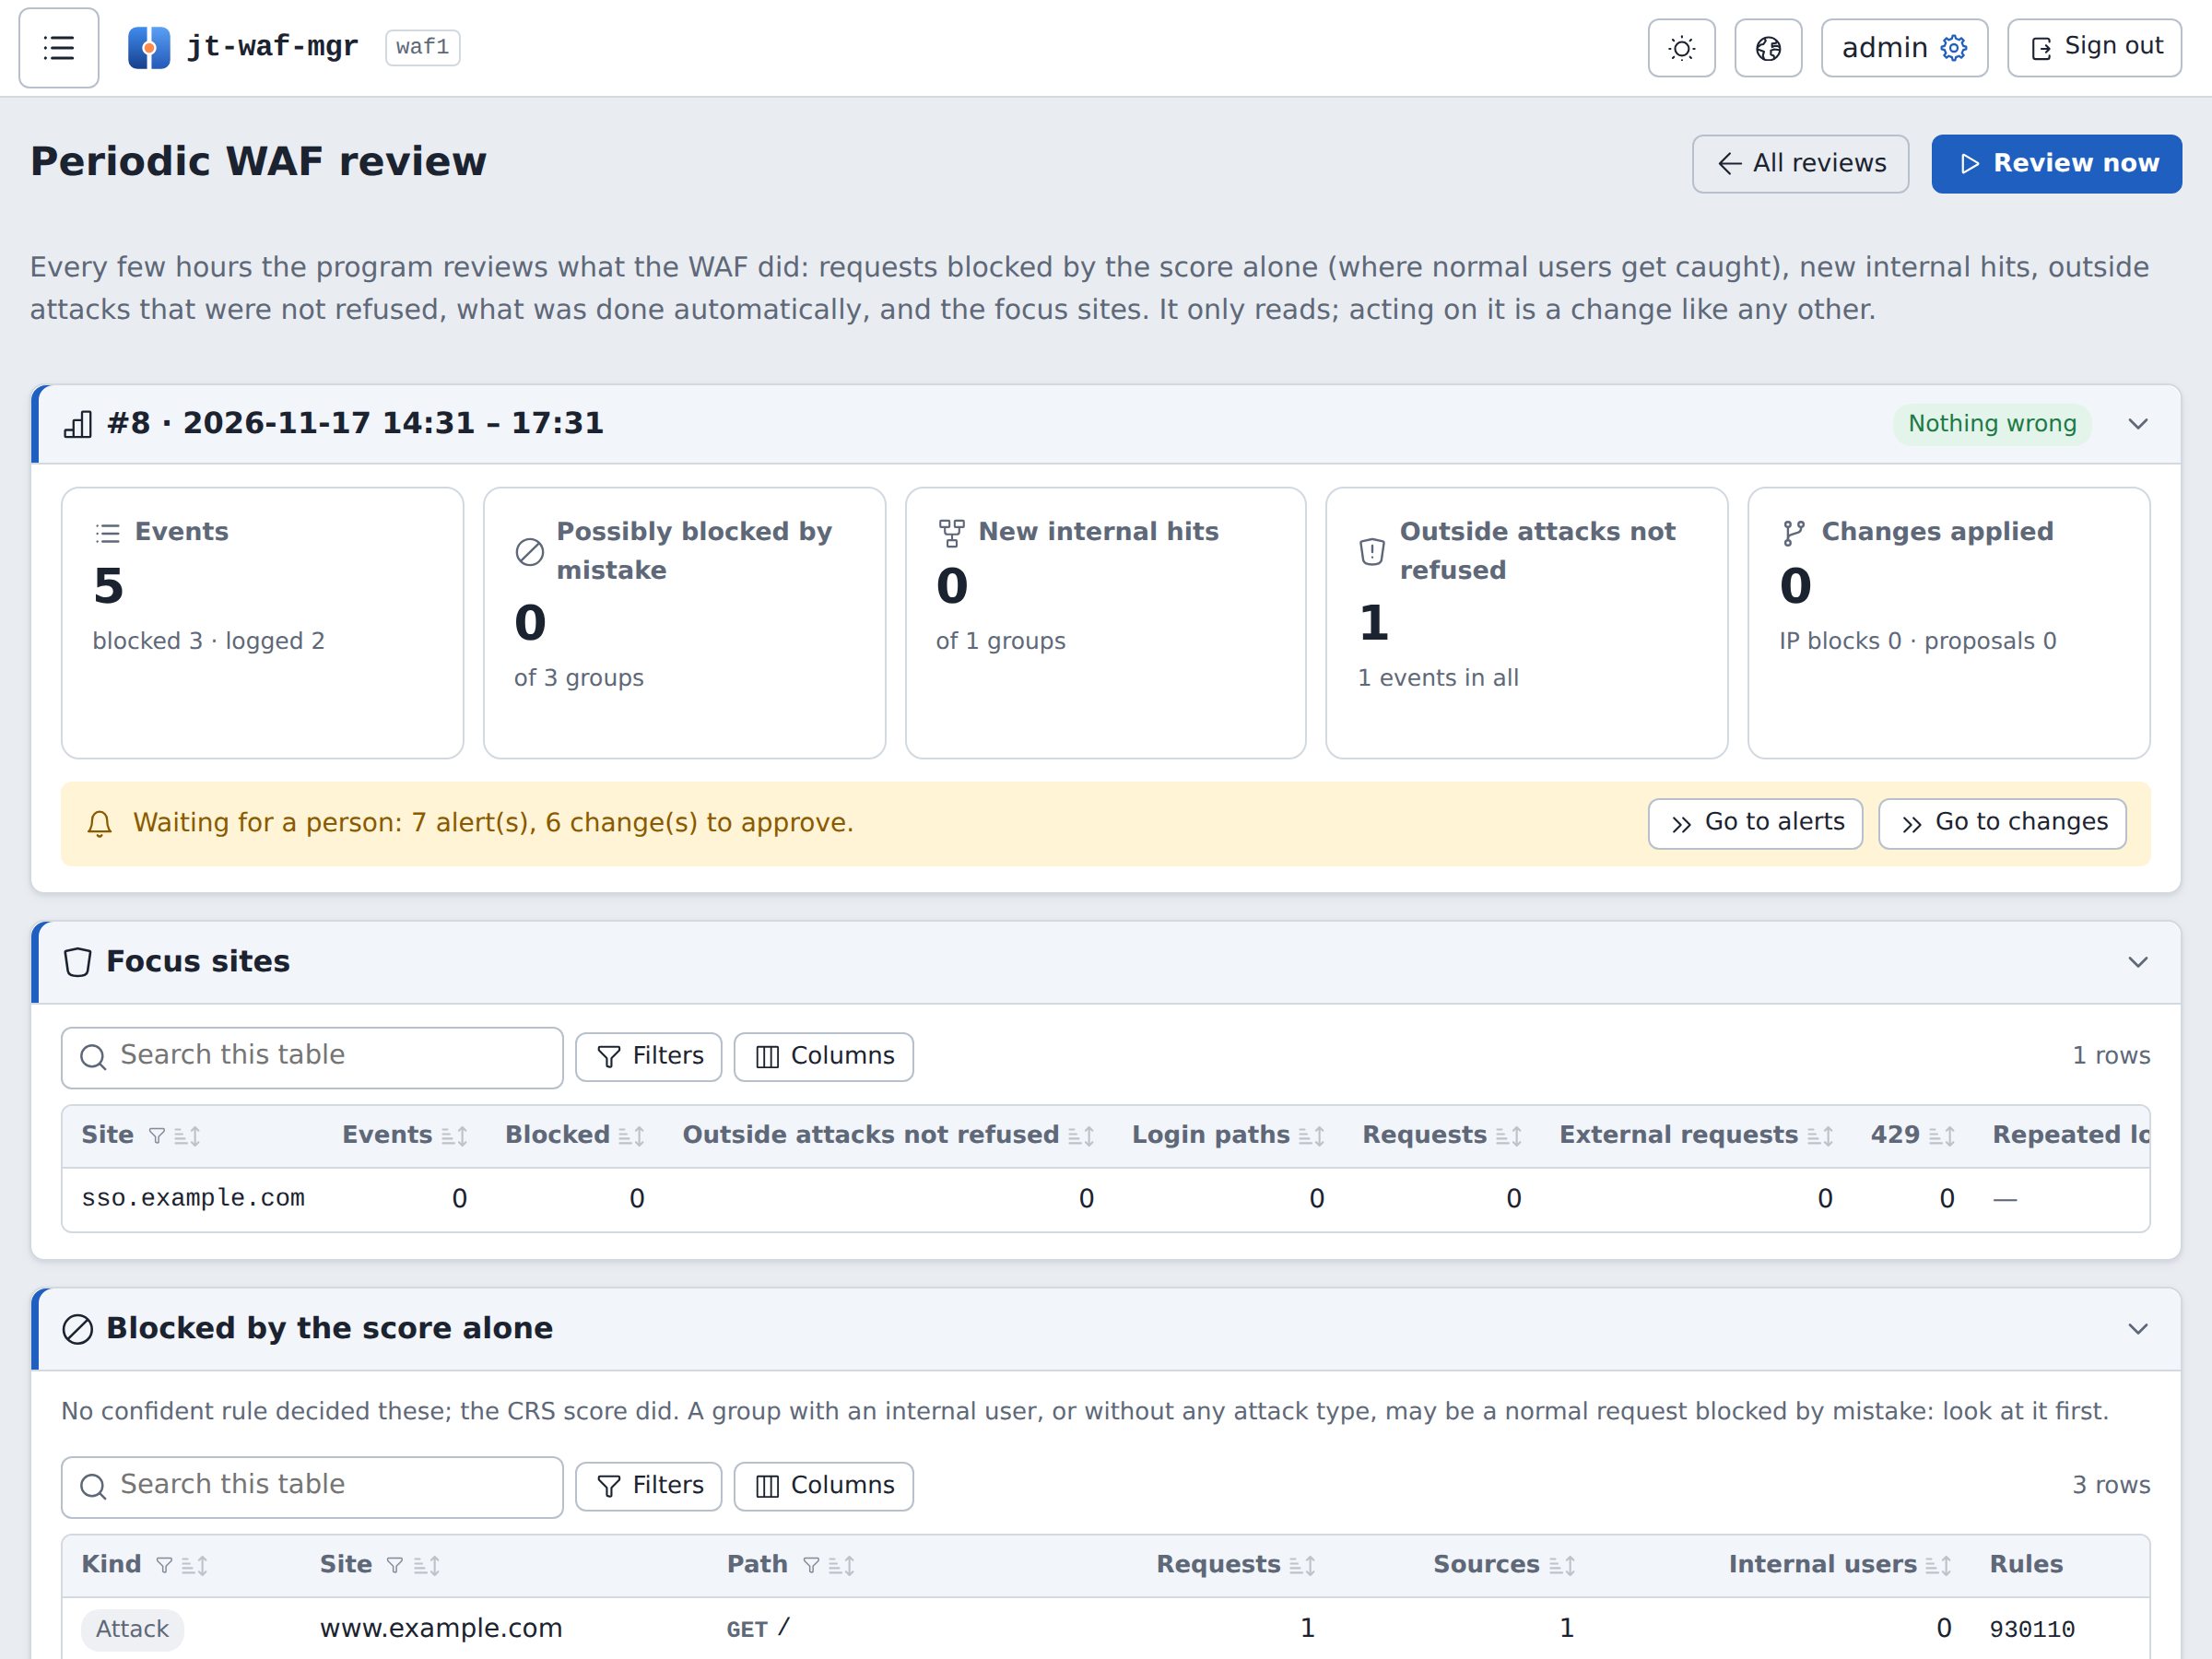 jt-waf-mgr waf1 admin Sign out
Periodic WAF review All reviews Review now
Every few hours the program reviews what the WAF did: requests blocked by the score alone (where normal users get caught), new internal hits, outside
attacks that were not refused, what was done automatically, and the focus sites. It only reads; acting on it is a change like any other.
#8 · 2026-11-17 14:31 – 17:31 Nothing wrong
Events
5
blocked 3 · logged 2
Possibly blocked by
mistake
0
of 3 groups
New internal hits
0
of 1 groups
Outside attacks not
refused
1
1 events in all
Changes applied
0
IP blocks 0 · proposals 0
Waiting for a person: 7 alert(s), 6 change(s) to approve. Go to alerts Go to changes
Focus sites
Search this table Filters Columns 1 rows
Site Events Blocked Outside attacks not refused Login paths Requests External requests 429 Repeated
sso.example.com 0 0 0 0 0 0 0 —
Blocked by the score alone
No confident rule decided these; the CRS score did. A group with an internal user, or without any attack type, may be a normal request blocked by mistake: look at it first.
Search this table Filters Columns 3 rows
Kind Site Path Requests Sources Internal users Rules
Attack www.example.com GET / 1 1 0 930110